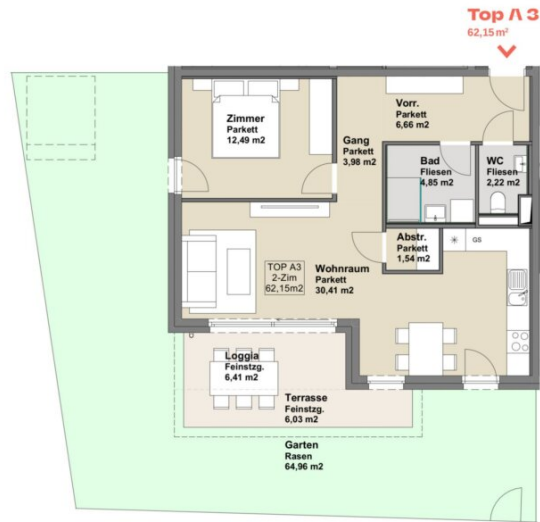 Top A 3
62,15 m²
Zimmer
Parkett
12,49 m2
Vorr.
Parkett
6,66 m2
Gang
Parkett
3,98 m2
Bad
Fliesen
4,85 m2
WC
Fliesen
2,22 m2
Abstr.
Parkett
1,54 m2
GS
TOP A3
2-Zim
62,15m2
Wohnraum
Parkett
30,41 m2
Loggia
Feinstzg.
6,41 m2
Terrasse
Feinstzg.
6,03 m2
Garten
Rasen
64,96 m2